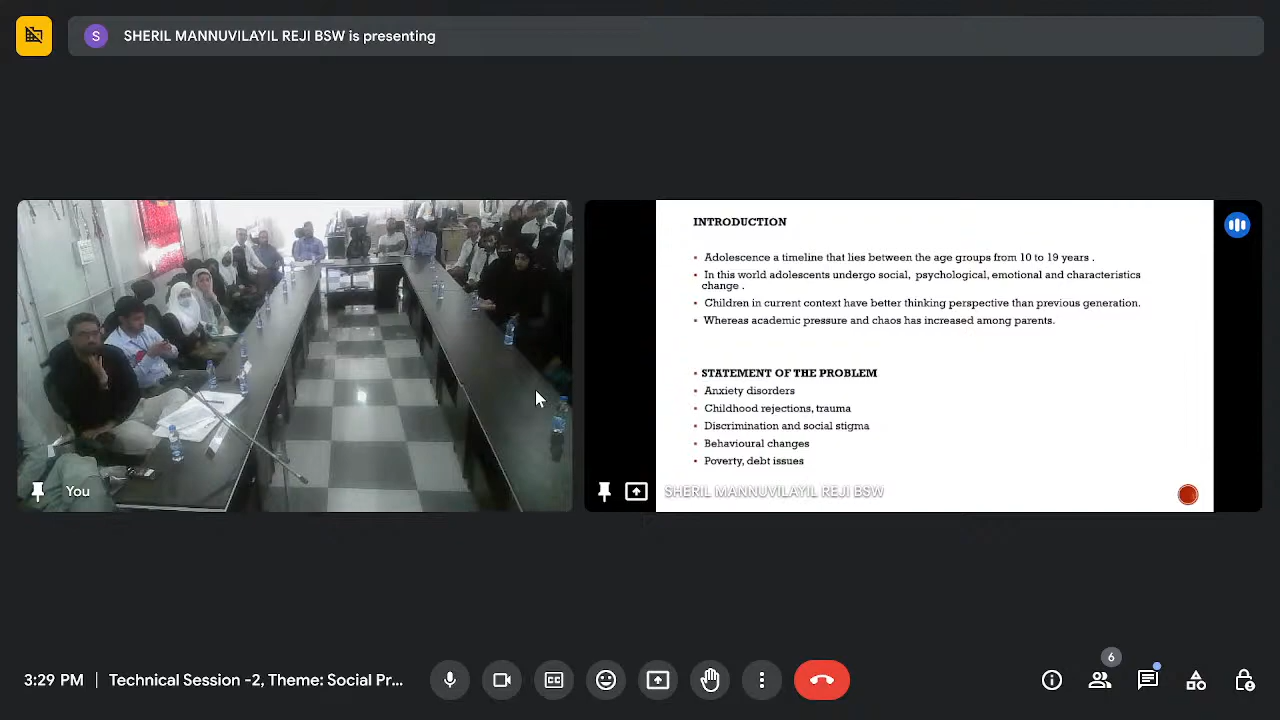 S SHERIL MANNUVILAYIL REJI BSW is presenting
INTRODUCTION
▪ Adolescence a timeline that lies between the age groups from 10 to 19 years .
▪ In this world adolescents undergo social, psychological, emotional and characteristics
change .
▪ Children in current context have better thinking perspective than previous generation.
▪ Whereas academic pressure and chaos has increased among parents.
▪ STATEMENT OF THE PROBLEM
▪ Anxiety disorders
▪ Childhood rejections, trauma
▪ Discrimination and social stigma
▪ Behavioural changes
▪ Poverty, debt issues
You
SHERIL MANNUVILAYIL REJI BSW
6
3:29 PM | Technical Session -2, Theme: Social Pr...